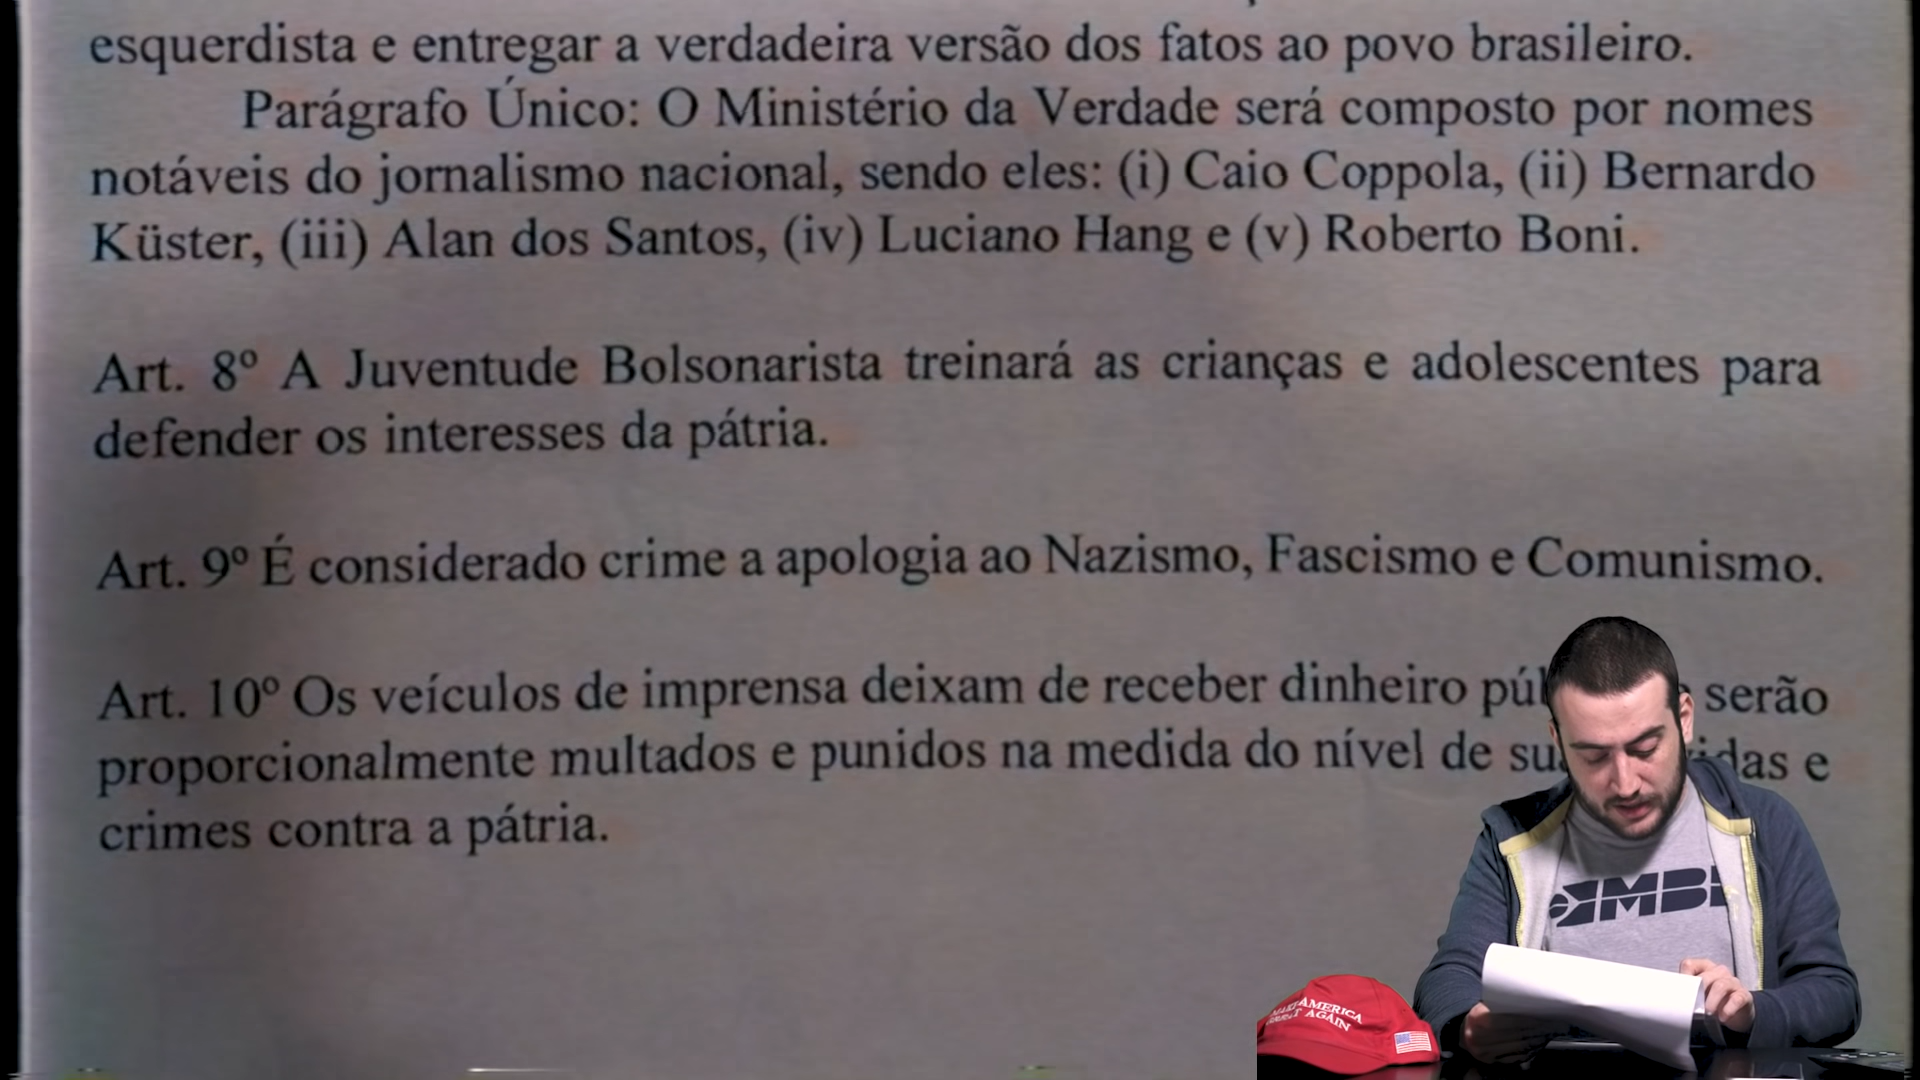 esquerdista e entregar a verdadeira versão dos fatos ao povo brasileiro.
Parágrafo Único: O Ministério da Verdade será composto por nomes
notáveis do jornalismo nacional, sendo eles: (i) Caio Coppola, (ii) Bernardo
Küster, (iii) Alan dos Santos, (iv) Luciano Hang e (v) Roberto Boni.
Art. 8º A Juventude Bolsonarista treinará as crianças e adolescentes para
defender os interesses da pátria.
Art. 9º É considerado crime a apologia ao Nazismo, Fascismo e Comunismo.
Art. 10º Os veículos de imprensa deixam de receber dinheiro serão
proporcionalmente multados e punidos na medida do nível de e
crimes contra a pátria.
MBL
MAKE AMERICA
GREAT AGAIN